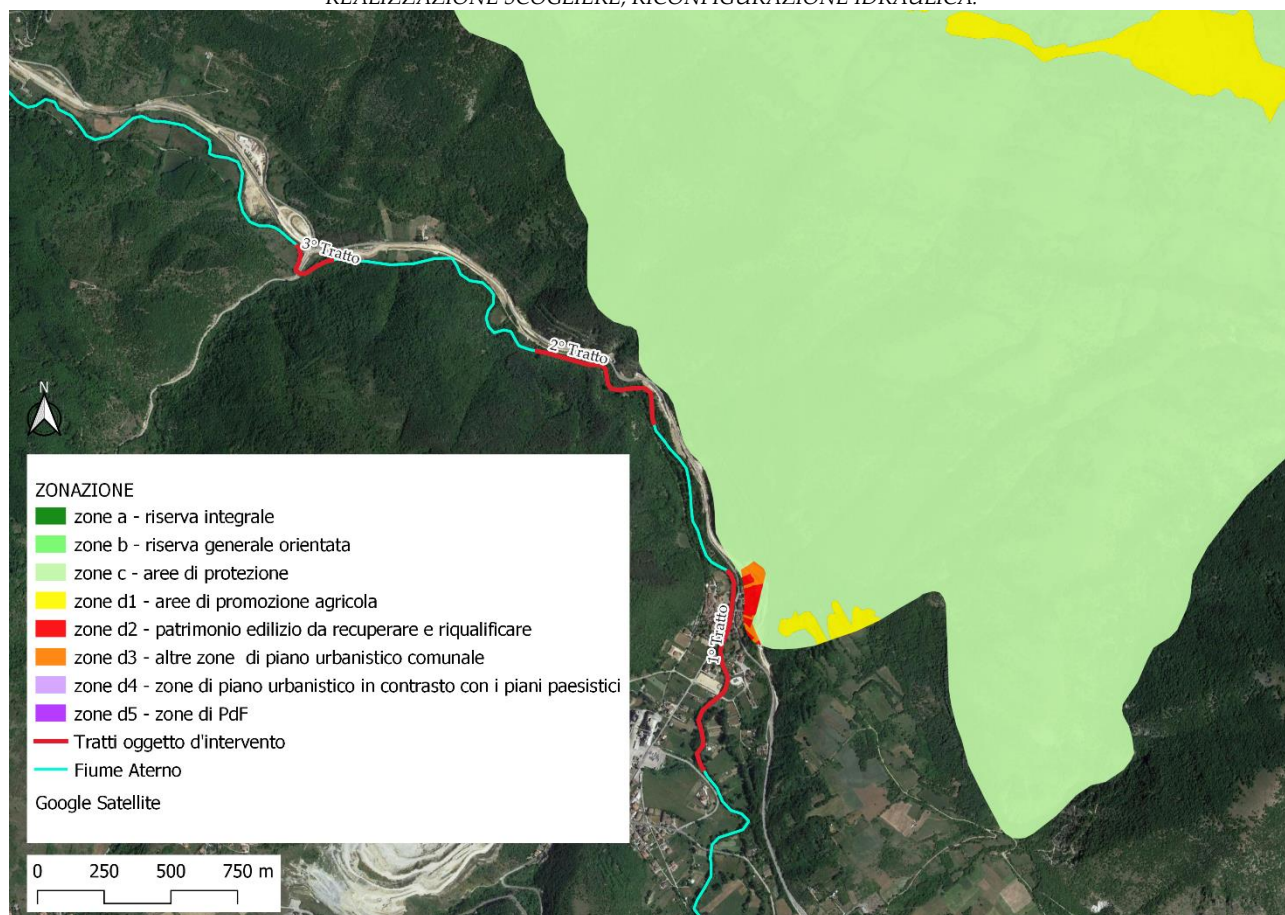 REALIZZAZIONE SCOGLIERE, RICONFIGURAZIONE IDRAULICA.
3° Tratto
2° Tratto
N
1° Tratto
ZONAZIONE
zone a - riserva integrale
zone b - riserva generale orientata
zone c - aree di protezione
zone d1 - aree di promozione agricola
zone d2 - patrimonio edilizio da recuperare e riqualificare
zone d3 - altre zone di piano urbanistico comunale
zone d4 - zone di piano urbanistico in contrasto con i piani paesistici
zone d5 - zone di PdF
Tratti oggetto d'intervento
Fiume Aterno
Google Satellite
0 250 500 750 m